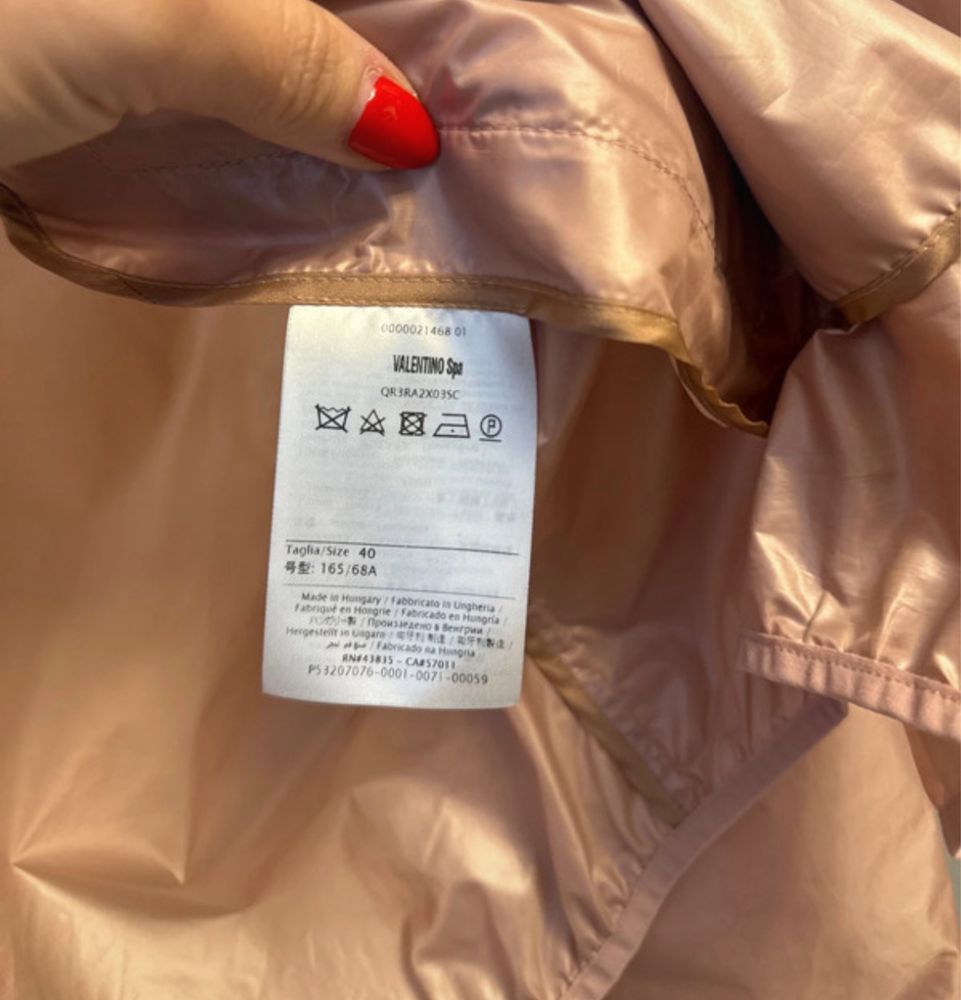 0000021468 01
VALENTINO Spa
QR3RA2X03SC
P
Taglia/Size 40
号型: 165/68A
Made in Hungary / Fabbricato in Ungheria /
Fabriqué en Hongrie / Fabricado en Hungría /
ハンガリー製 / Произведено в Венгрии /
Hergestellt in Ungarn / 匈牙利 制造 / 匈牙利製造 /
/ Fabricado na Hungria
RN#43835 - CA#57011
P53207076-0001-0071-00059